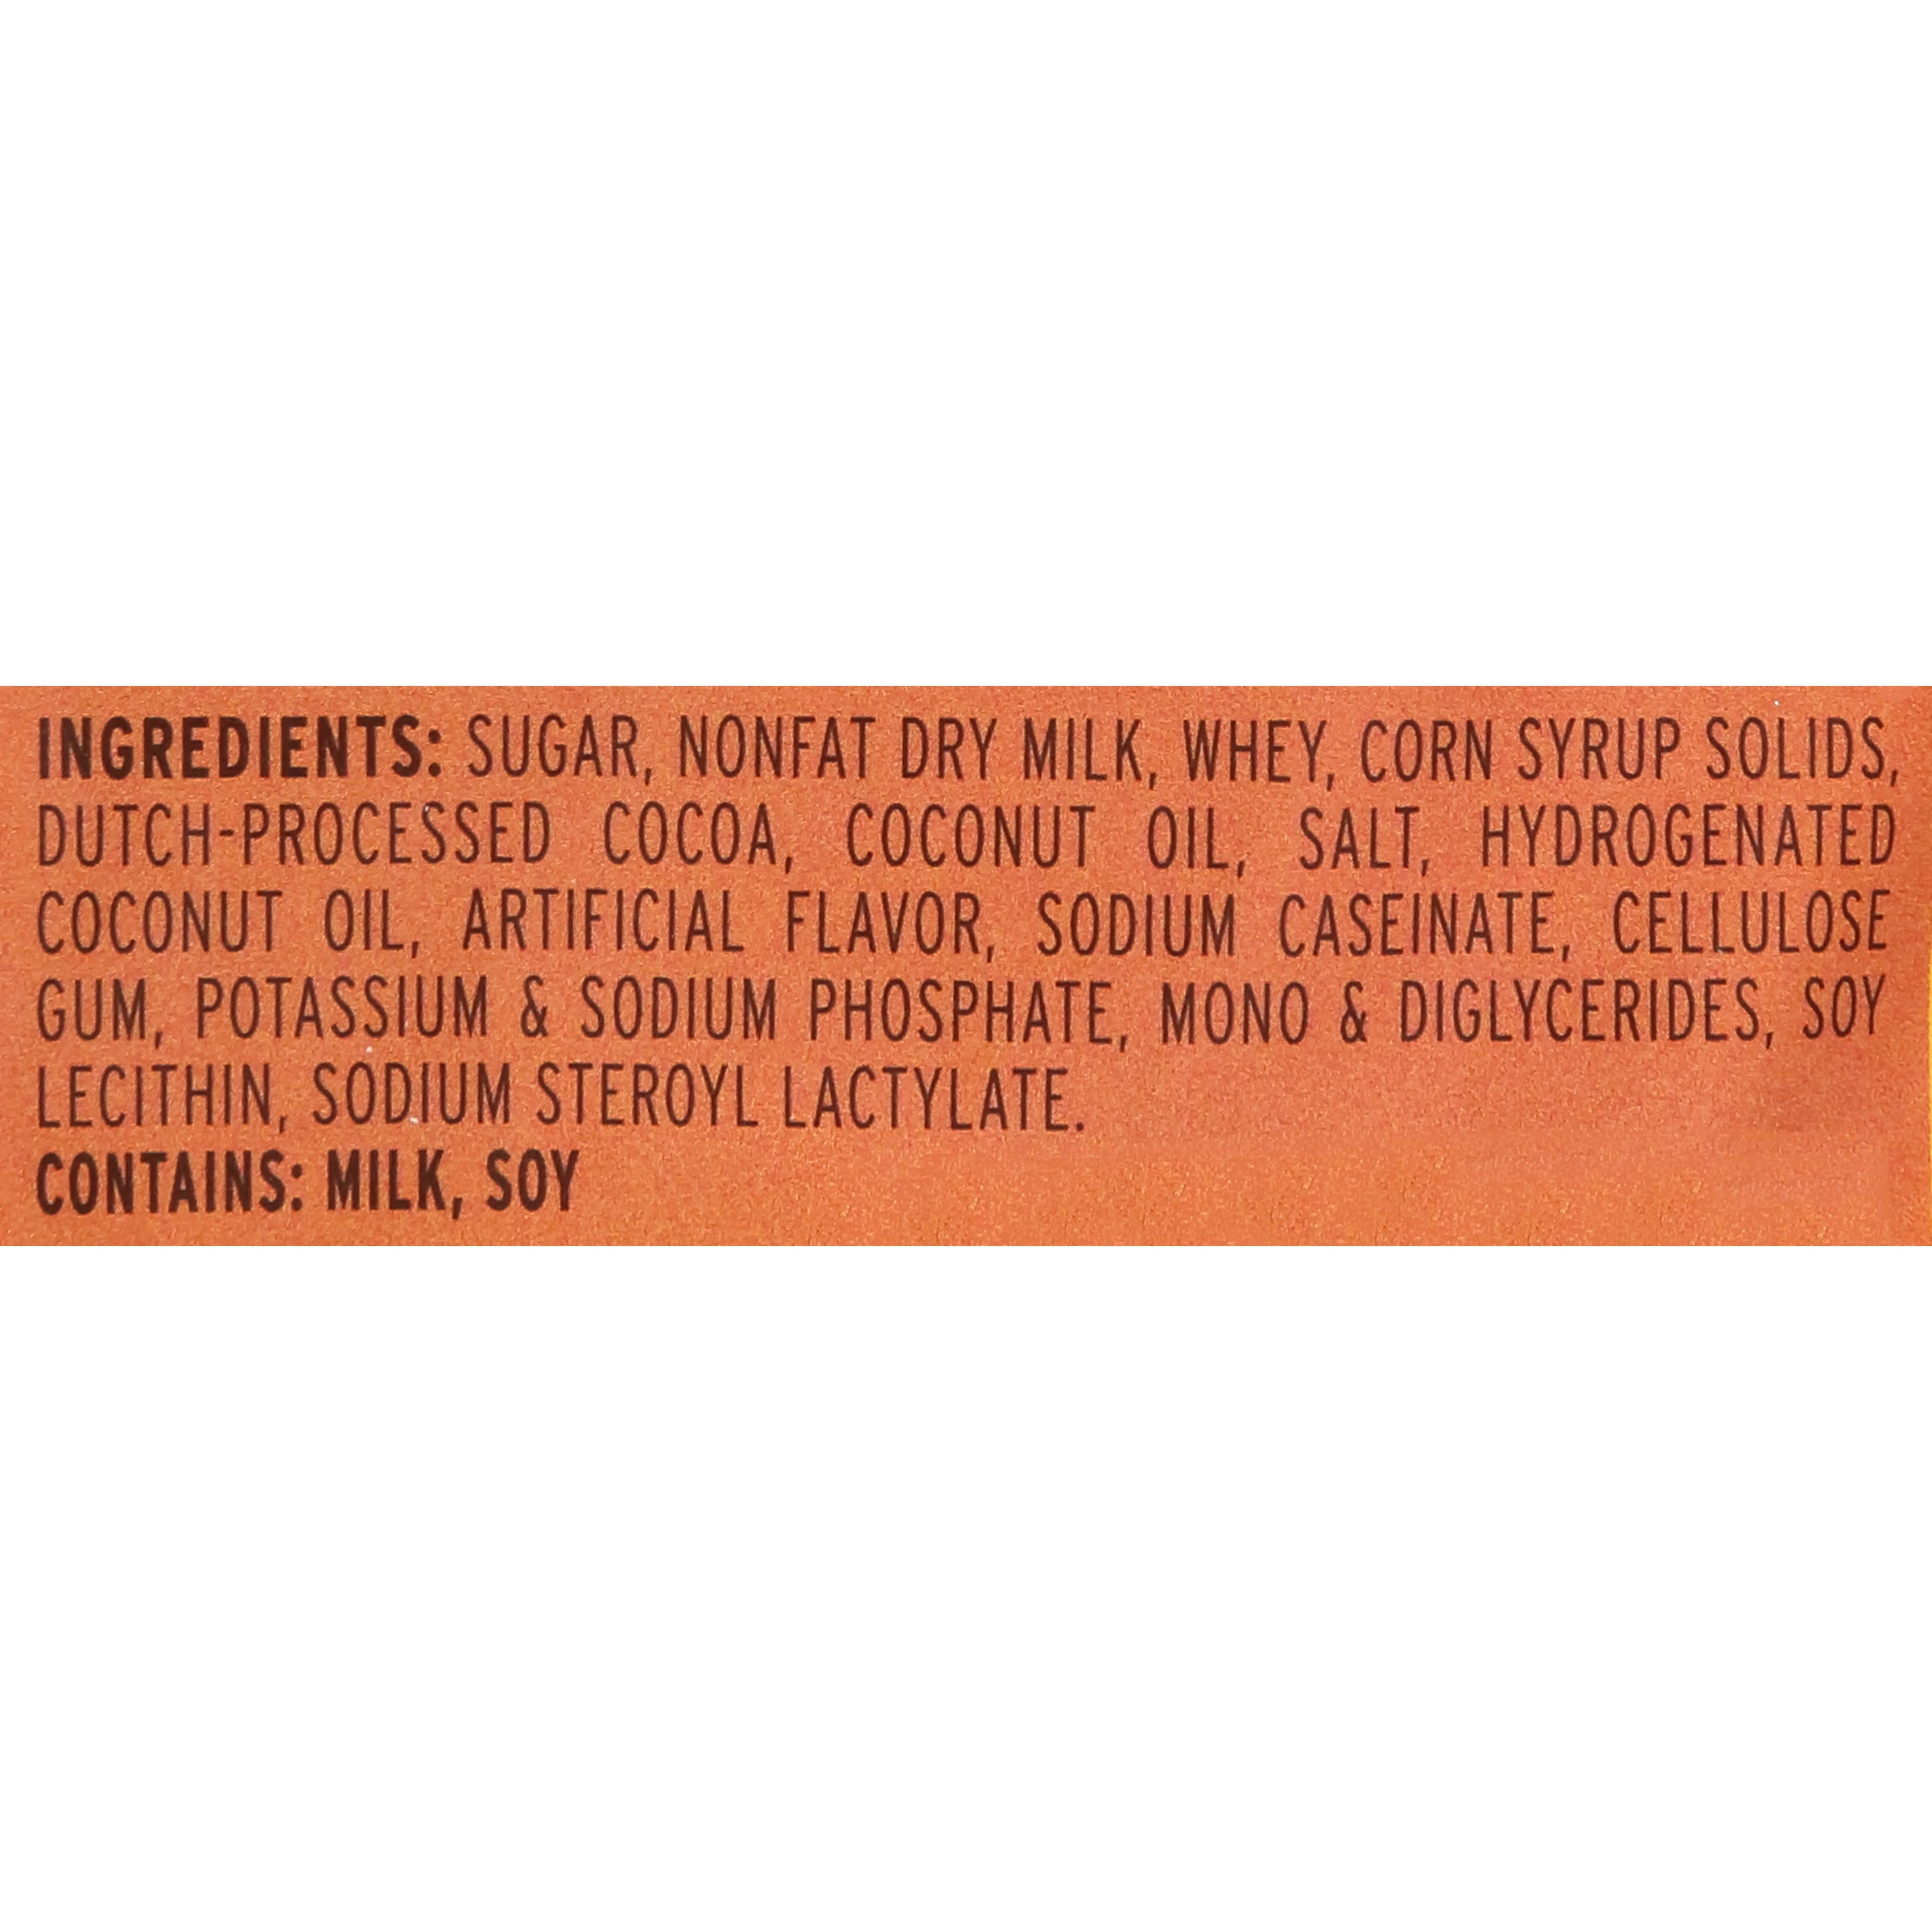 INGREDIENTS: SUGAR, NONFAT DRY MILK, WHEY, CORN SYRUP SOLIDS,
DUTCH-PROCESSED COCOA, COCONUT OIL, SALT, HYDROGENATED
COCONUT OIL, ARTIFICIAL FLAVOR, SODIUM CASEINATE, CELLULOSE
GUM, POTASSIUM & SODIUM PHOSPHATE, MONO & DIGLYCERIDES, SOY
LECITHIN, SODIUM STEROYL LACTYLATE.
CONTAINS: MILK, SOY